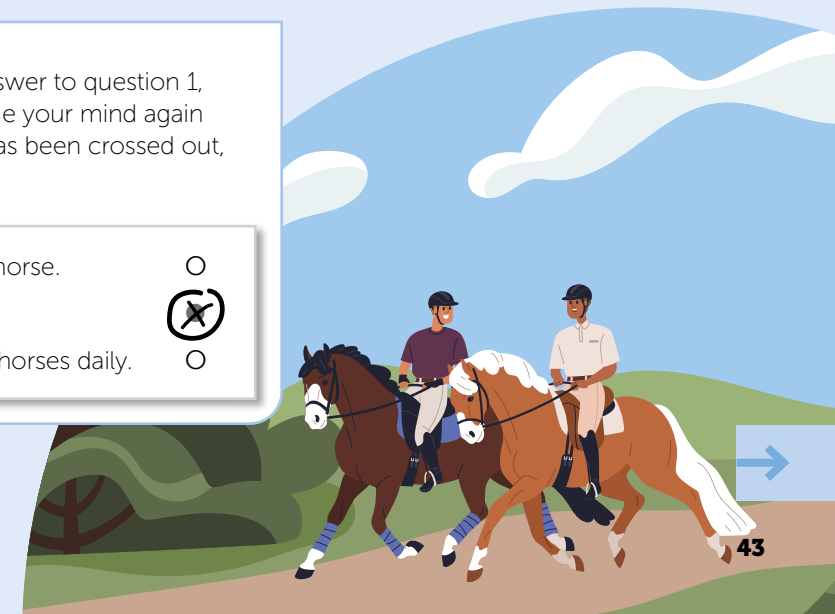 swer to question 1,
e your mind again
as been crossed out,
horse.
horses daily.
43